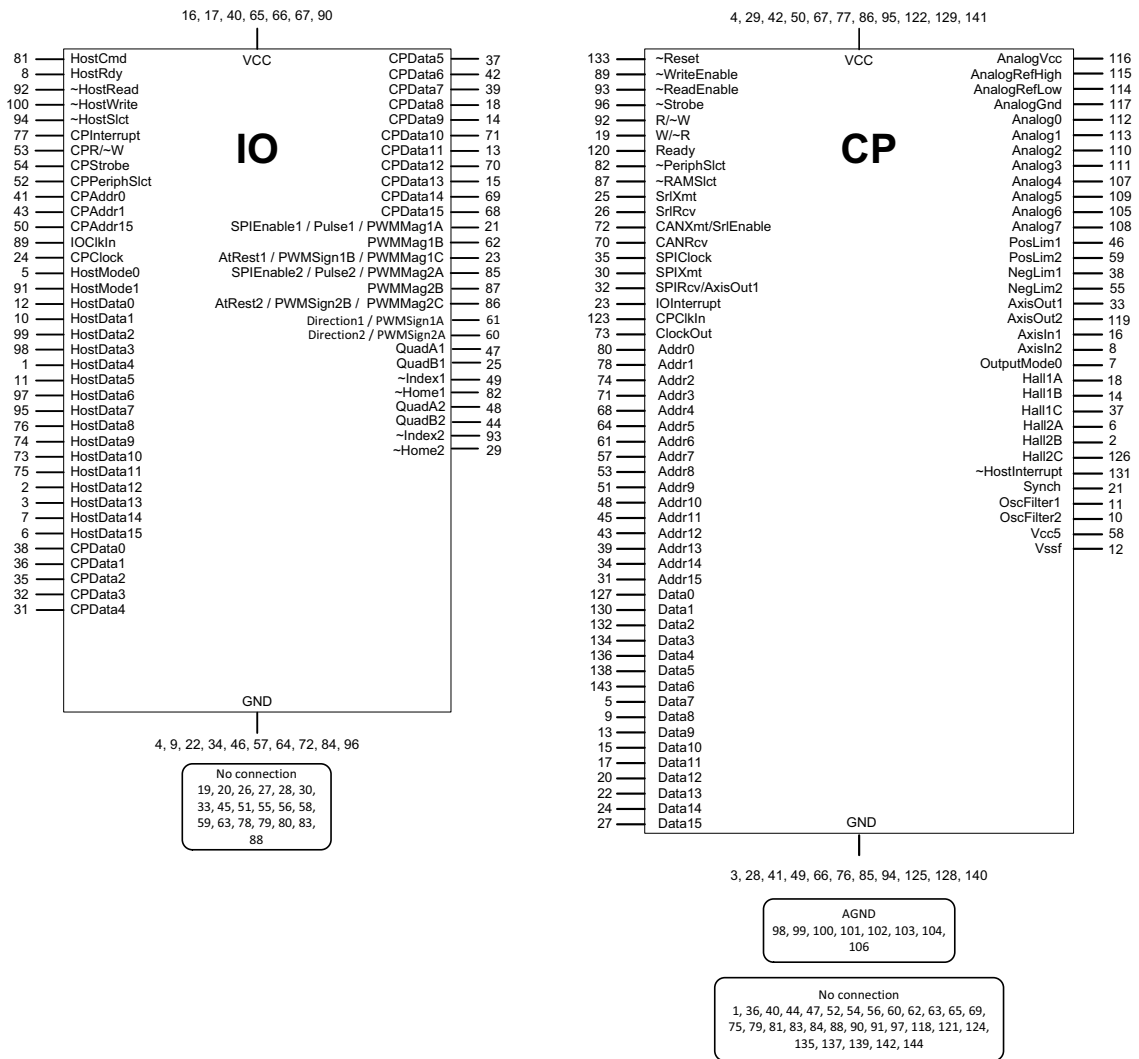 16, 17, 40, 65, 66, 67, 90
VCC
IO
81 HostCmd
8 HostRdy
92 ~HostRead
100 ~HostWrite
94 ~HostSlct
77 CPInterrupt
53 CPR/~W
54 CPStrobe
52 CPPeriphSlct
41 CPAddr0
43 CPAddr1
50 CPAddr15
89 IOClkIn
24 CPClock
5 HostMode0
91 HostMode1
12 HostData0
10 HostData1
99 HostData2
98 HostData3
1 HostData4
11 HostData5
97 HostData6
95 HostData7
76 HostData8
74 HostData9
73 HostData10
75 HostData11
2 HostData12
3 HostData13
7 HostData14
6 HostData15
38 CPData0
36 CPData1
35 CPData2
32 CPData3
31 CPData4
CPData5 37
CPData6 42
CPData7 39
CPData8 18
CPData9 14
CPData10 71
CPData11 13
CPData12 70
CPData13 15
CPData14 69
CPData15 68
SPIEnable1 / Pulse1 / PWMMag1A 21
PWMMag1B 62
AtRest1 / PWMSign1B / PWMMag1C 23
SPIEnable2 / Pulse2 / PWMMag2A 85
PWMMag2B 87
AtRest2 / PWMSign2B / PWMMag2C 86
Direction1 / PWMSign1A 61
Direction2 / PWMSign2A 60
QuadA1 47
QuadB1 25
~Index1 49
~Home1 82
QuadA2 48
QuadB2 44
~Index2 93
~Home2 29
GND
4, 9, 22, 34, 46, 57, 64, 72, 84, 96
No connection
19, 20, 26, 27, 28, 30,
33, 45, 51, 55, 56, 58,
59, 63, 78, 79, 80, 83,
88
4, 29, 42, 50, 67, 77, 86, 95, 122, 129, 141
VCC
CP
133 ~Reset
89 ~WriteEnable
93 ~ReadEnable
96 ~Strobe
92 R/~W
19 W/~R
120 Ready
82 ~PeriphSlct
87 ~RAMSlct
25 SrlXmt
26 SrlRcv
72 CANXmt/SrlEnable
70 CANRcv
35 SPIClock
30 SPIXmt
32 SPIRcv/AxisOut1
23 IOInterrupt
123 CPClkIn
73 ClockOut
80 Addr0
78 Addr1
74 Addr2
71 Addr3
68 Addr4
64 Addr5
61 Addr6
57 Addr7
53 Addr8
51 Addr9
48 Addr10
45 Addr11
43 Addr12
39 Addr13
34 Addr14
31 Addr15
127 Data0
130 Data1
132 Data2
134 Data3
136 Data4
138 Data5
143 Data6
5 Data7
9 Data8
13 Data9
15 Data10
17 Data11
20 Data12
22 Data13
24 Data14
27 Data15
AnalogVcc 116
AnalogRefHigh 115
AnalogRefLow 114
AnalogGnd 117
Analog0 112
Analog1 113
Analog2 110
Analog3 111
Analog4 107
Analog5 109
Analog6 105
Analog7 108
PosLim1 46
PosLim2 59
NegLim1 38
NegLim2 55
AxisOut1 33
AxisOut2 119
AxisIn1 16
AxisIn2 8
OutputMode0 7
Hall1A 18
Hall1B 14
Hall1C 37
Hall2A 6
Hall2B 2
Hall2C 126
~HostInterrupt 131
Synch 21
OscFilter1 11
OscFilter2 10
Vcc5 58
Vssf 12
GND
3, 28, 41, 49, 66, 76, 85, 94, 125, 128, 140
AGND
98, 99, 100, 101, 102, 103, 104,
106
No connection
1, 36, 40, 44, 47, 52, 54, 56, 60, 62, 63, 65, 69,
75, 79, 81, 83, 84, 88, 90, 91, 97, 118, 121, 124,
135, 137, 139, 142, 144